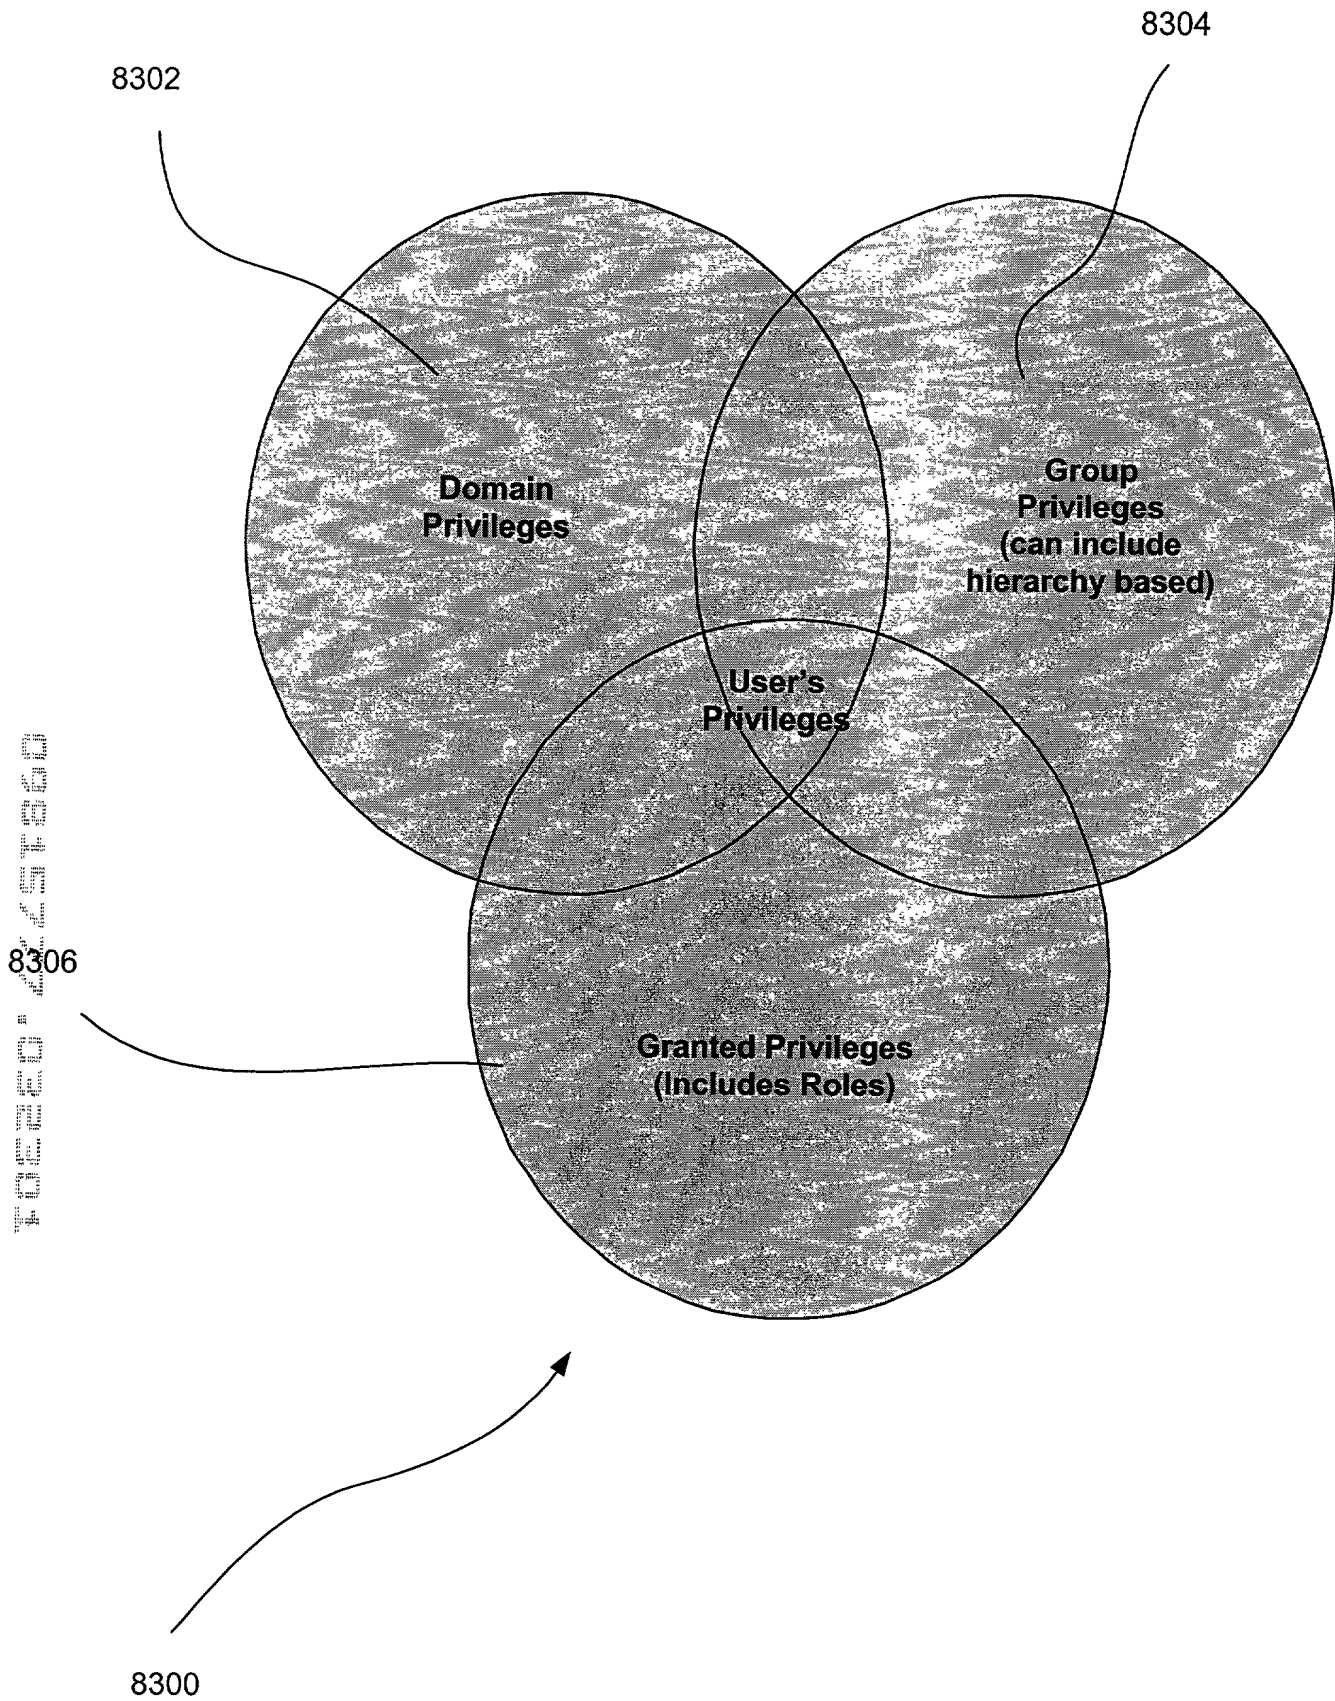 8304
8302
Domain
Privileges
Group
Privileges
(can include
hierarchy based)
User's
Privileges
8306
Granted Privileges
(Includes Roles)
8300